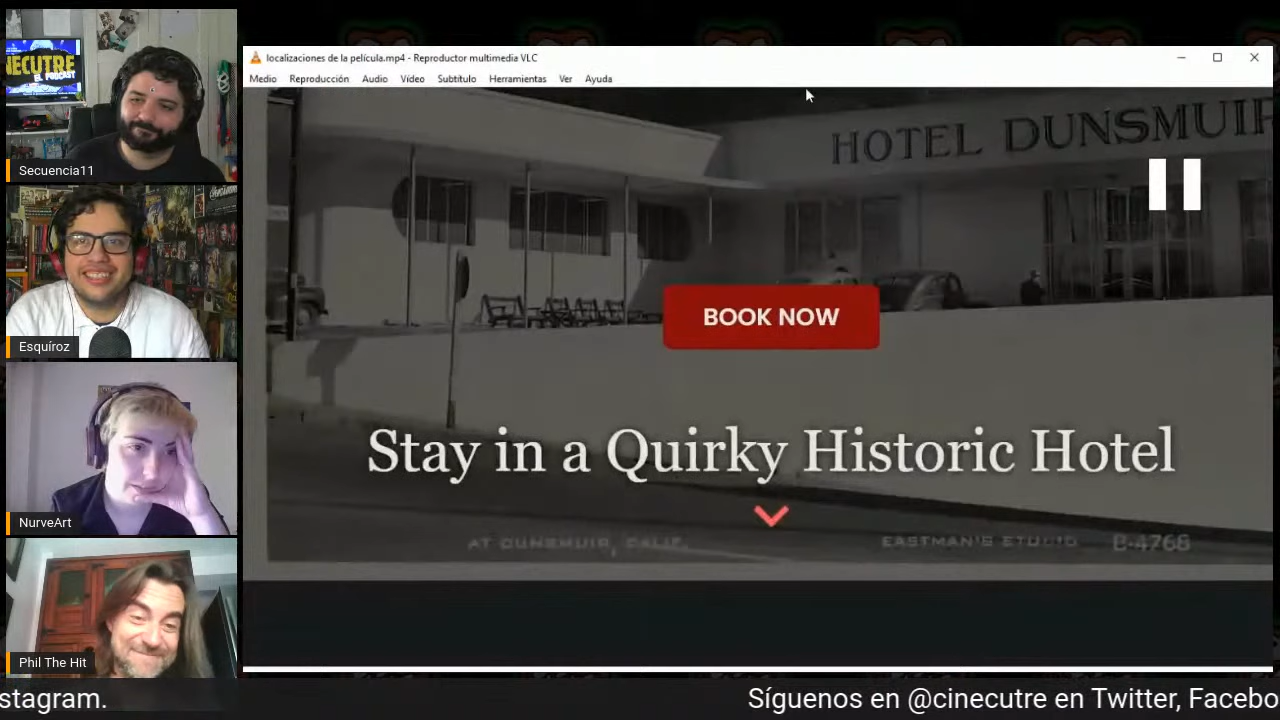 NECUTRE
EL PODCAST
Secuencia11
Esquíroz
NurveArt
Phil The Hit
localizaciones de la película.mp4 - Reproductor multimedia VLC
Medio Reproducción Audio Vídeo Subtítulo Herramientas Ver Ayuda
HOTEL DUNSMUIR
BOOK NOW
Stay in a Quirky Historic Hotel
AT DUNSMUIR, CALIF. EASTMAN'S STUDIO B-4766
stagram. Síguenos en @cinecutre en Twitter, Facebo